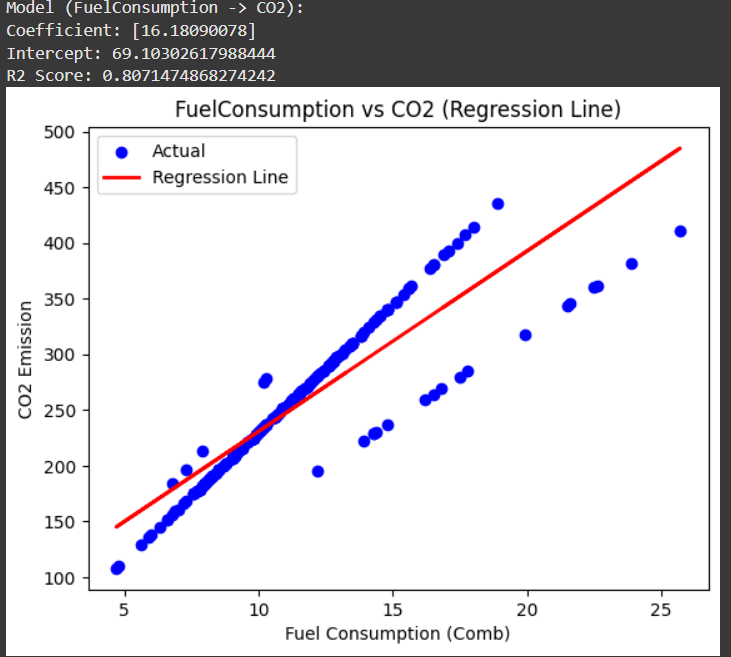 Model (FuelConsumption -> CO2):
Coefficient: [16.18090078]
Intercept: 69.10302617988444
R2 Score: 0.8071474868274242
FuelConsumption vs CO2 (Regression Line)
Actual
Regression Line
500
450
400
350
300
250
200
150
100
CO2 Emission
5 10 15 20 25
Fuel Consumption (Comb)